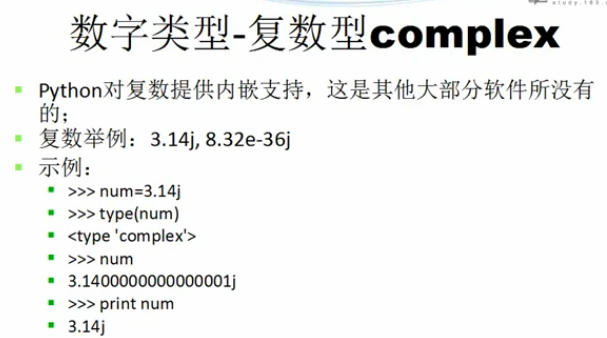 数字类型-复数型complex
Python对复数提供内嵌支持，这是其他大部分软件所没有
的；
复数举例：3.14j, 8.32e-36j
示例：
>>> num=3.14j
>>> type(num)
<type 'complex'>
>>> num
3.1400000000000001j
>>> print num
3.14j